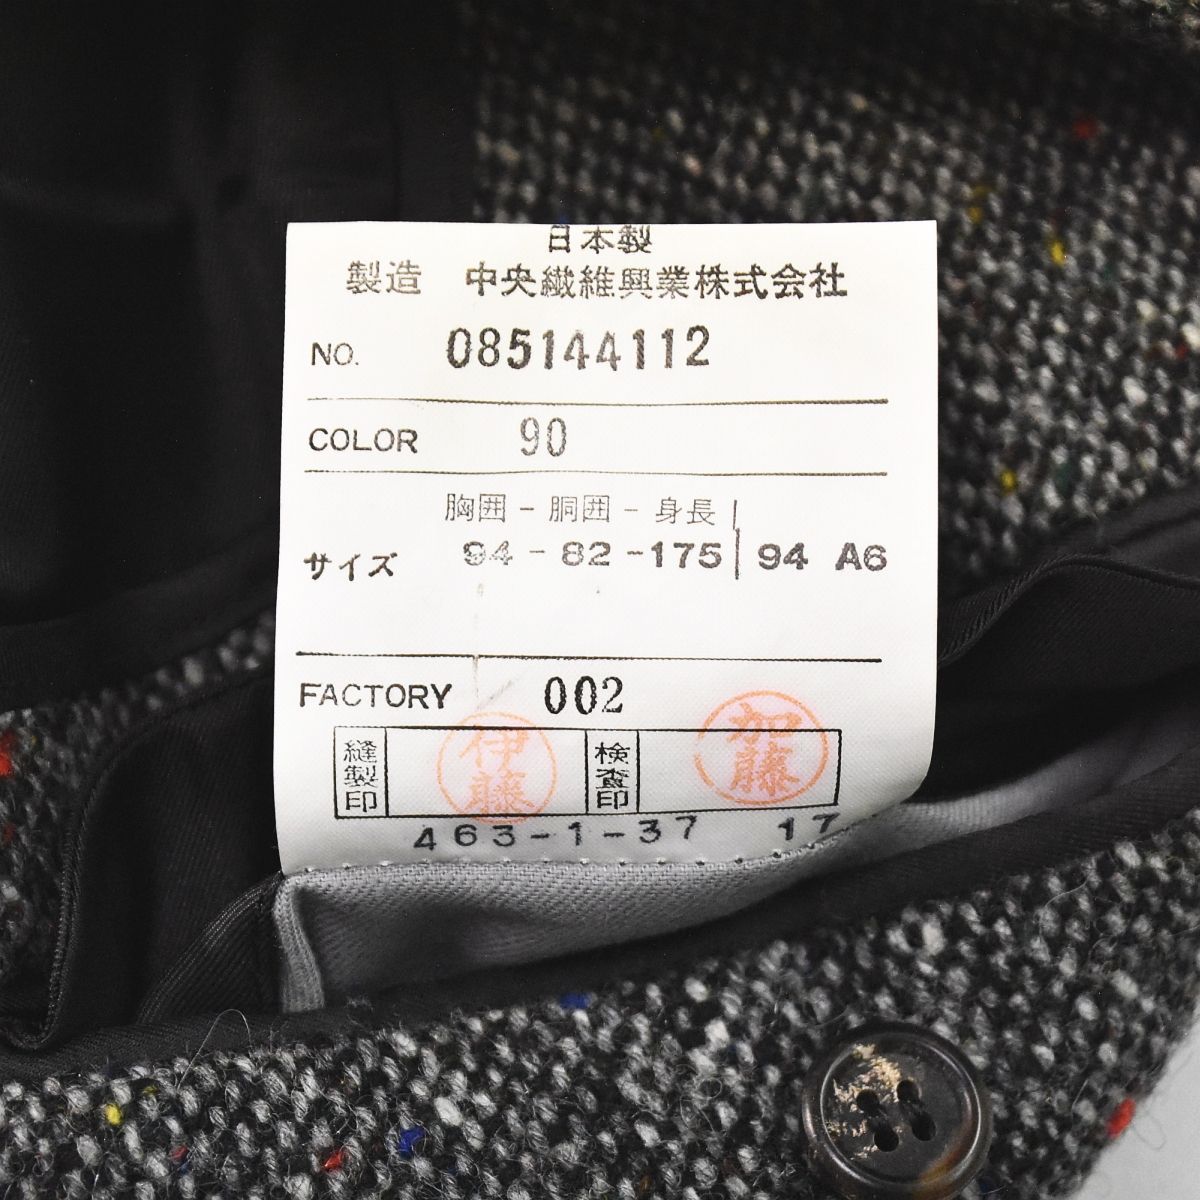 日本製
製造 中央繊維興業株式会社
NO. 085144112
COLOR 90
胸囲 - 胴囲 - 身長
サイズ 94 - 82 - 175 94 A6
FACTORY 002
縫製印 伊藤 検査印 加藤
463-1-37 17